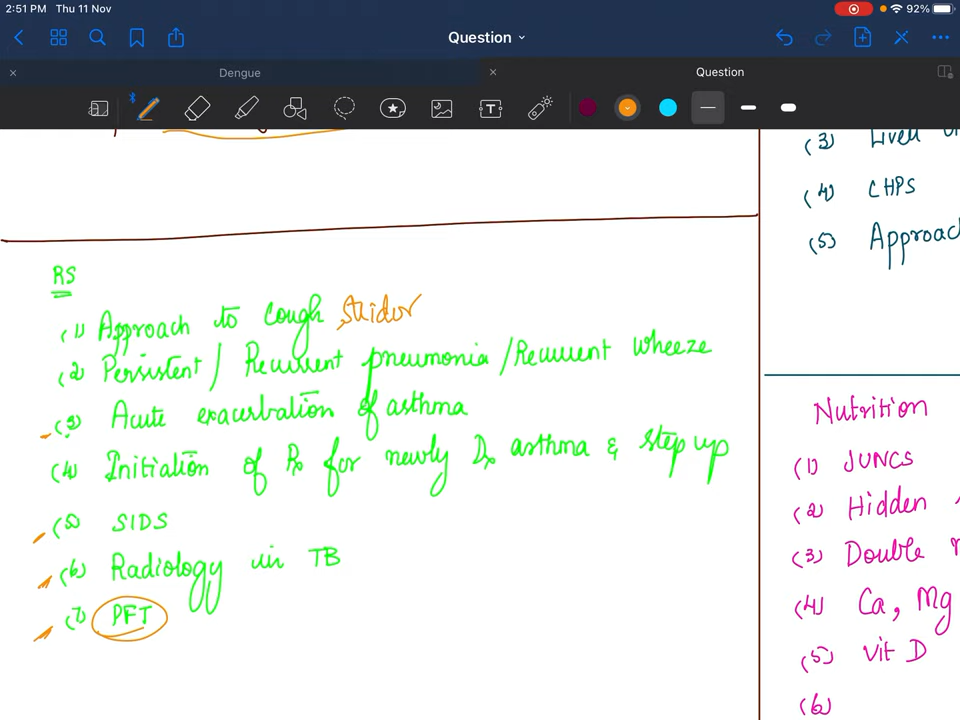 2:51 PM Thu 11 Nov 92%
Question
Dengue Question
RS
(1) Approach to cough stridor
(2) Persistent / Recurrent pneumonia / Recurrent wheeze
(3) Acute exacerbation of asthma
(4) Initiation of Rx for newly Dx asthma & step up
(5) SIDS
(6) Radiology in TB
(7) PFT
(3)
(4) CHPS
(5) Approac
Nutrition
(1) JUNCS
(2) Hidden
(3) Double
(4) Ca, Mg
(5) Vit D
(6)